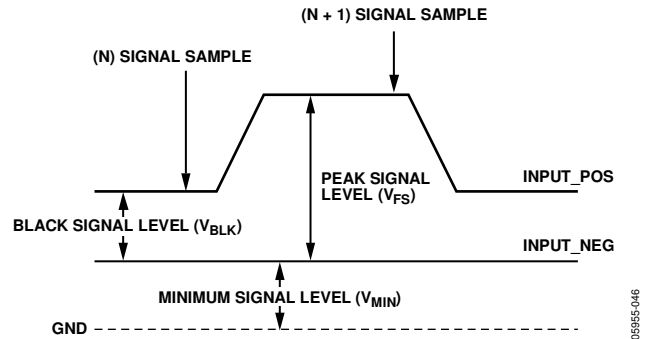 (N + 1) SIGNAL SAMPLE
(N) SIGNAL SAMPLE
PEAK SIGNAL
LEVEL (VFS)
INPUT_POS
BLACK SIGNAL LEVEL (VBLK)
INPUT_NEG
MINIMUM SIGNAL LEVEL (VMIN)
GND
05955-046